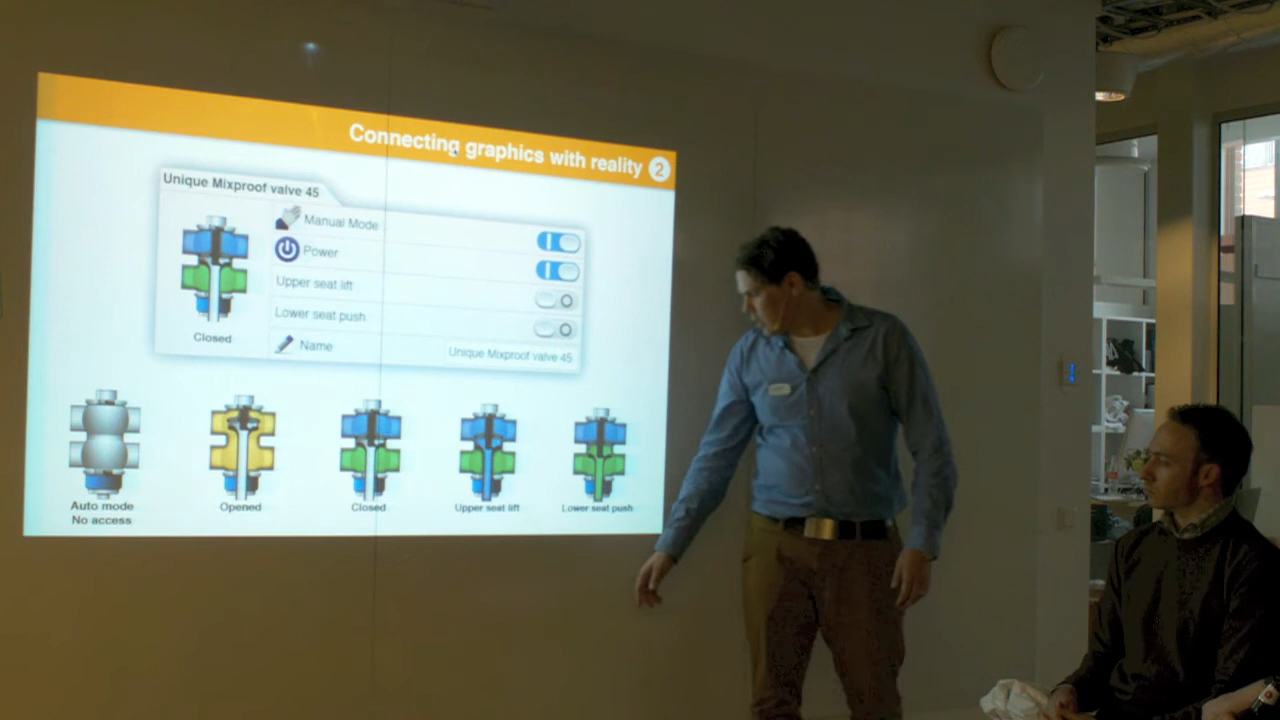 Connecting graphics with reality 2
Unique Mixproof valve 45
Manual Mode
Power
Upper seat lift
Lower seat push
Name
Unique Mixproof valve 45
Closed
Auto mode
No access
Opened
Closed
Upper seat lift
Lower seat push